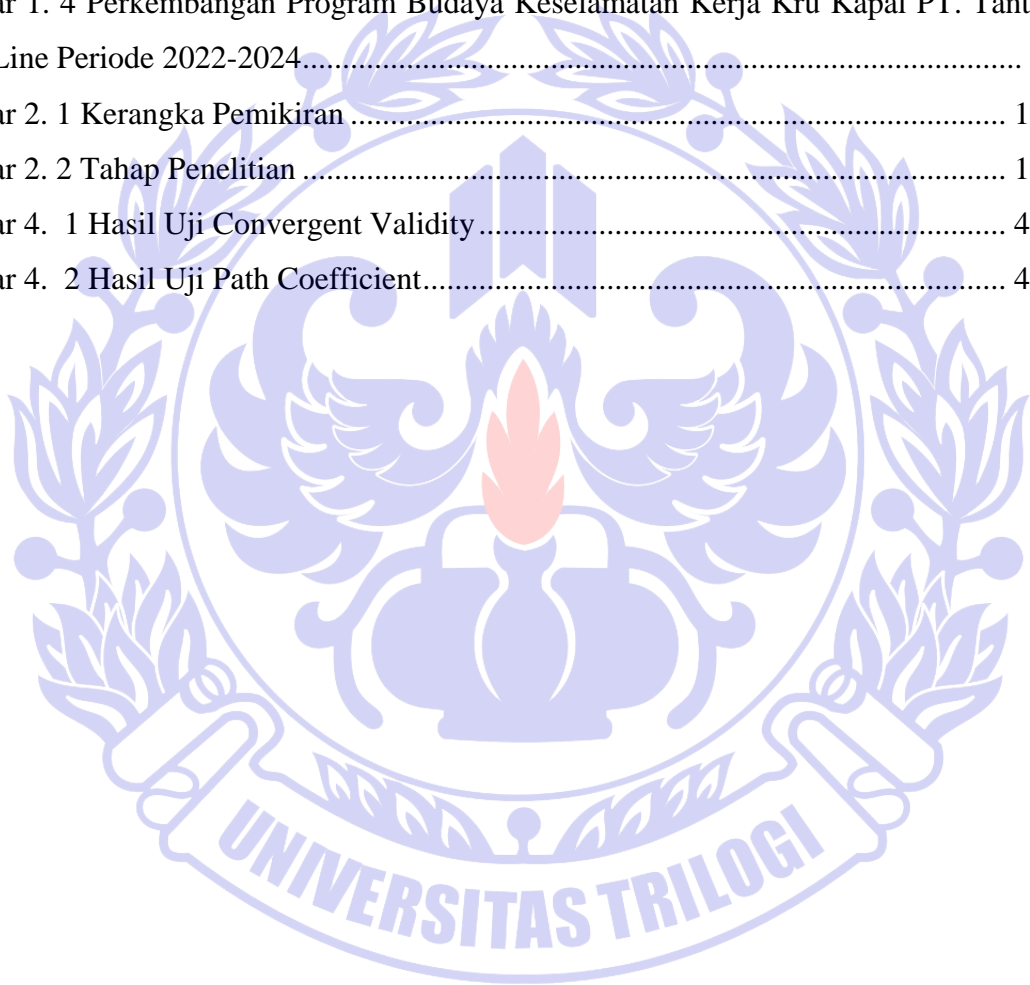 ar 1. 4 Perkembangan Program Budaya Keselamatan Kerja Kru Kapal PT. Tant
Line Periode 2022-2024........................................................................
ar 2. 1 Kerangka Pemikiran .................................................................. 1
ar 2. 2 Tahap Penelitian ....................................................................... 1
ar 4.  1 Hasil Uji Convergent Validity..................................................... 4
ar 4.  2 Hasil Uji Path Coefficient........................................................... 4
UNIVERSITAS TRILOGI